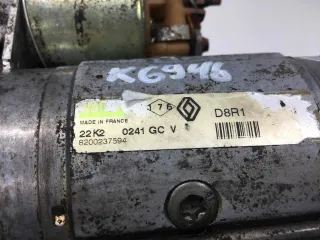 K6946
176
MADE IN FRANCE
D8R1
22K2 0241 GC V
8200237594